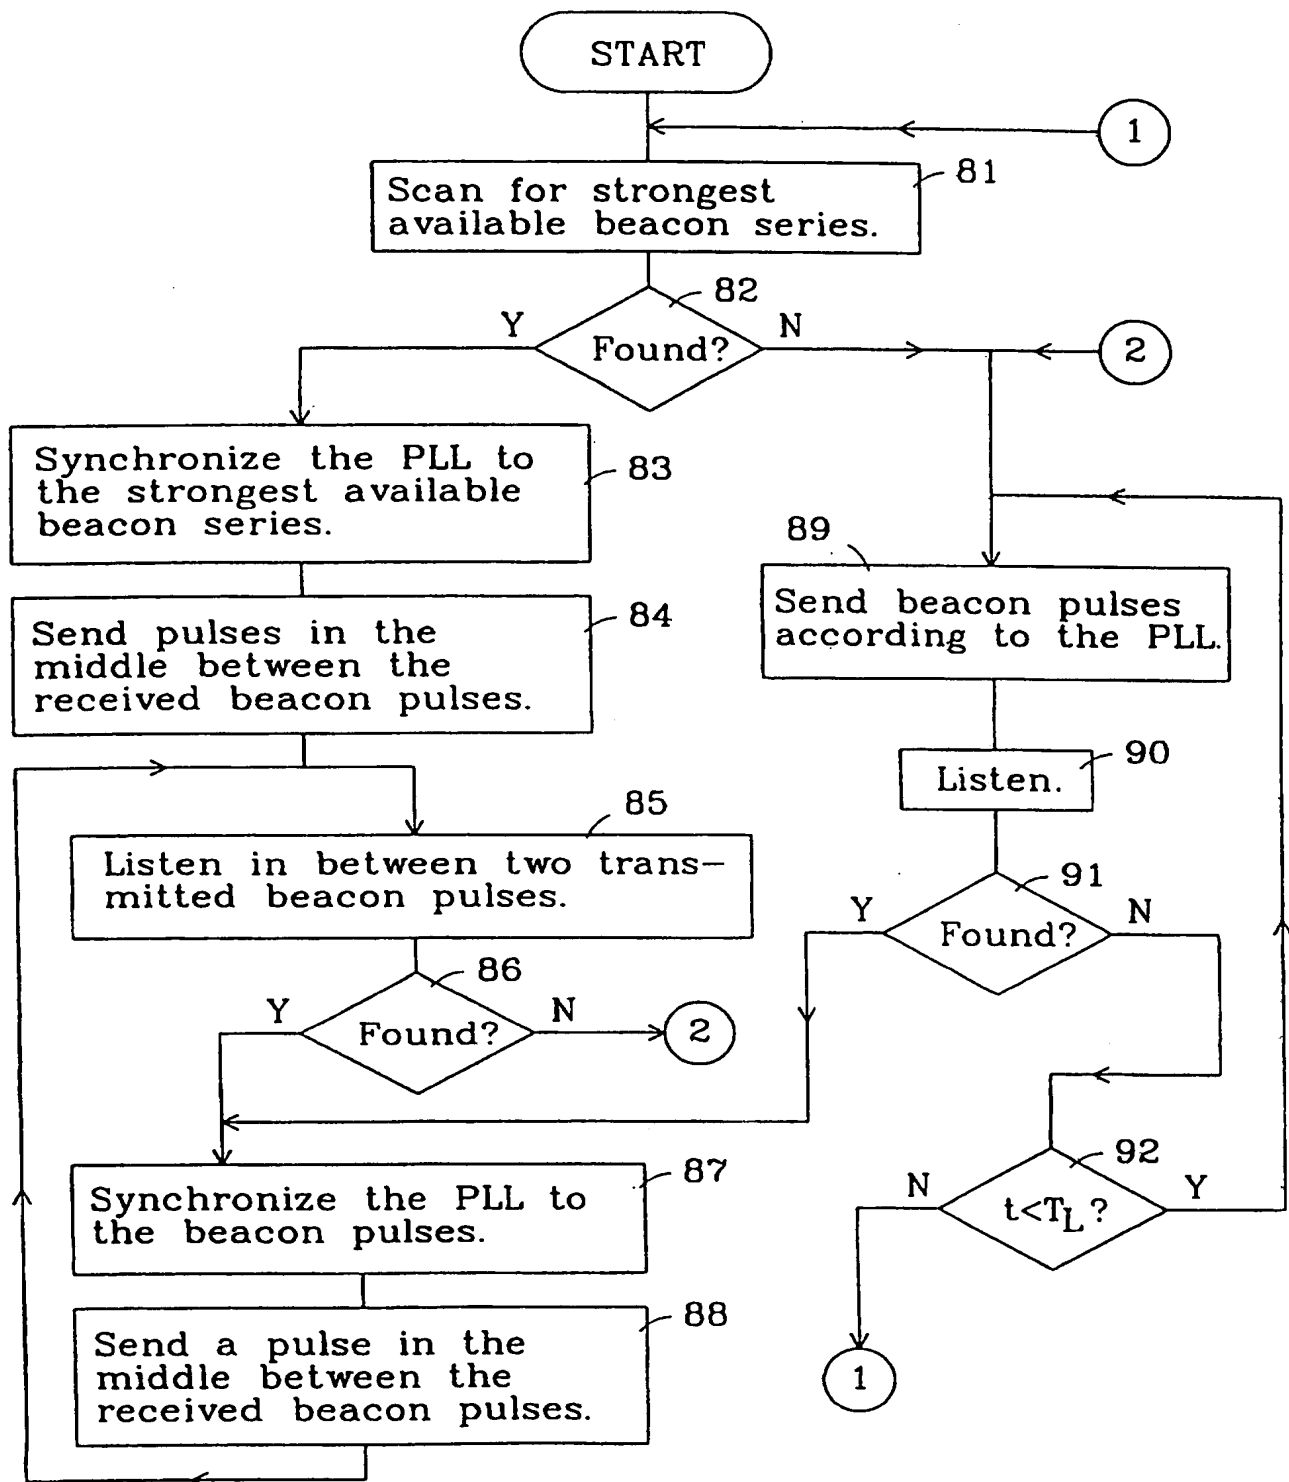 START
1
81
Scan for strongest
available beacon series.
82
Y
N
Found?
2
Synchronize the PLL to
the strongest available
beacon series.
83
89
Send beacon pulses
according to the PLL.
84
Send pulses in the
middle between the
received beacon pulses.
90
Listen.
85
Listen in between two trans-
mitted beacon pulses.
91
Y
N
Found?
86
Y
N
Found?
2
87
Synchronize the PLL to
the beacon pulses.
92
N
Y
t<TL?
88
Send a pulse in the
middle between the
received beacon pulses.
1